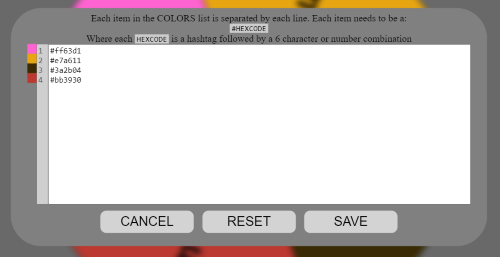 Each item in the COLORS list is separated by each line. Each item needs to be a:
#HEXCODE
Where each HEXCODE is a hashtag followed by a 6 character or number combination
1 #ff63d1
2 #e7a611
3 #3a2b04
4 #bb3930
CANCEL RESET SAVE